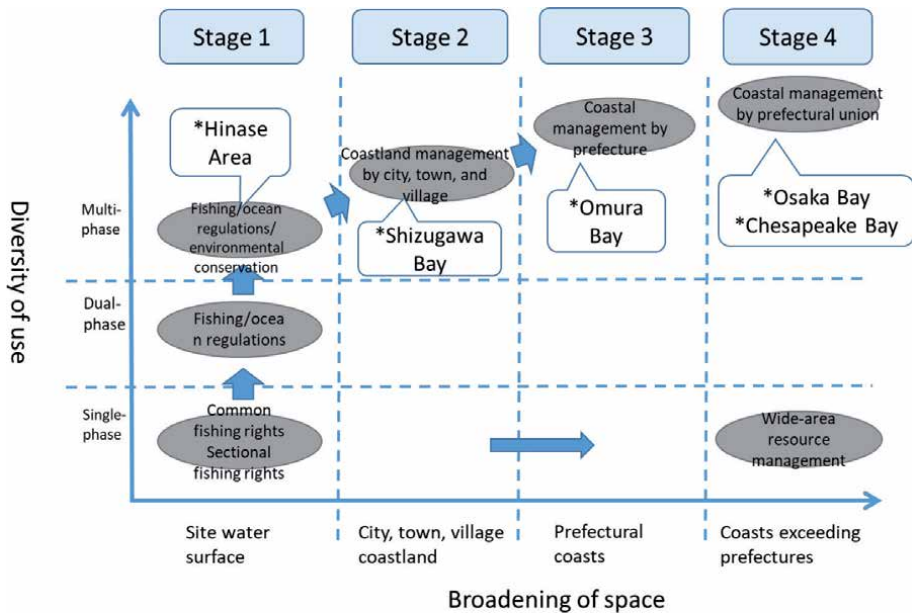 Stage 1
Stage 2
Stage 3
Stage 4
*Hinase
Area
Coastland management
by city, town, and
village
Coastal
management by
prefecture
Coastal management
by prefectural union
*Shizugawa
Bay
*Omura
Bay
*Osaka Bay
*Chesapeake Bay
Diversity of use
Multi-
phase
Fishing/ocean
regulations/
environmental
conservation
Dual-
phase
Fishing/ocea
n regulations
Single-
phase
Common
fishing rights
Sectional
fishing rights
Wide-area
resource
management
Site water
surface
City, town, village
coastland
Prefectural
coasts
Coasts exceeding
prefectures
Broadening of space